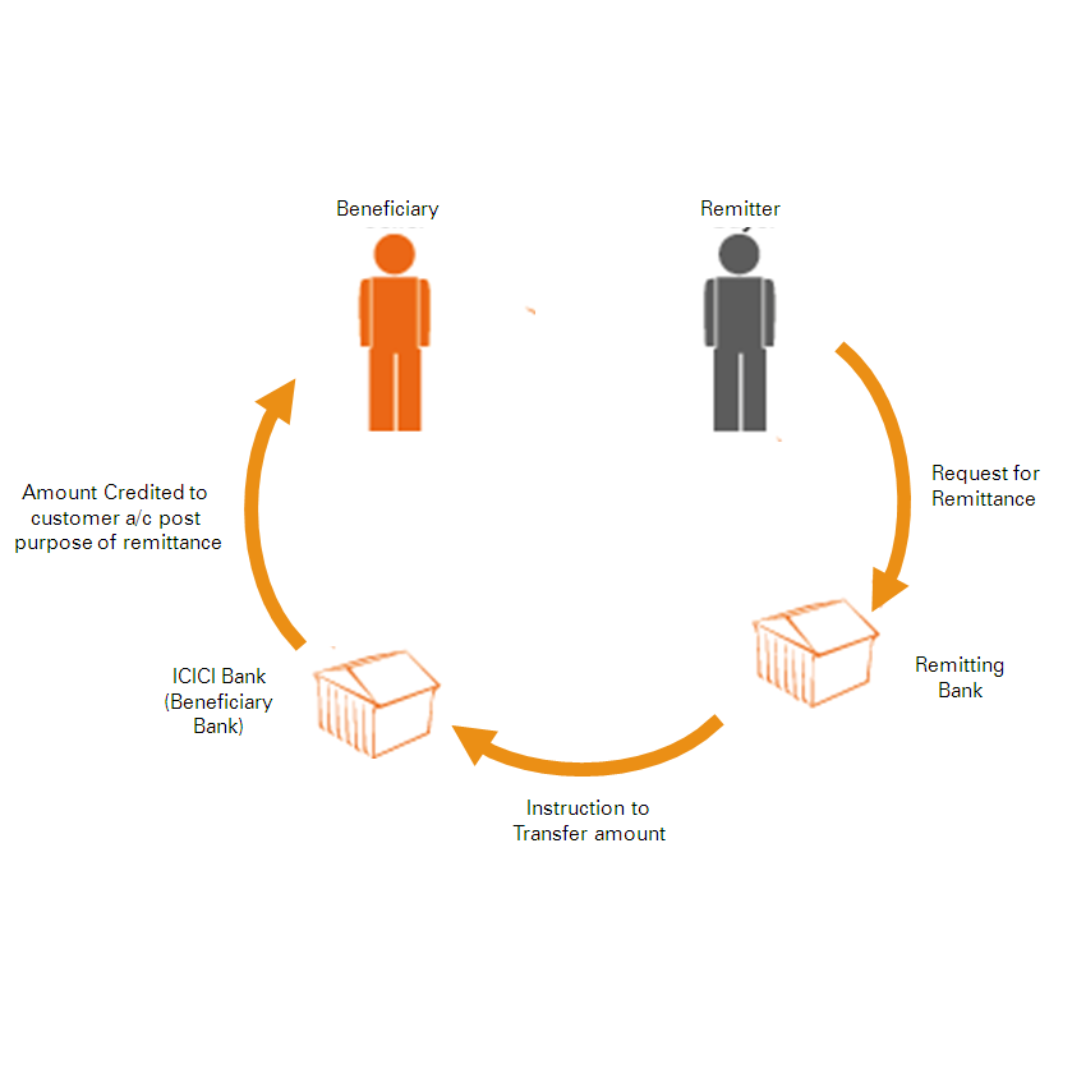 Beneficiary
Remitter
Request for
Remittance
Amount Credited to
customer a/c post
purpose of remittance
Remitting
Bank
ICICI Bank
(Beneficiary
Bank)
Instruction to
Transfer amount